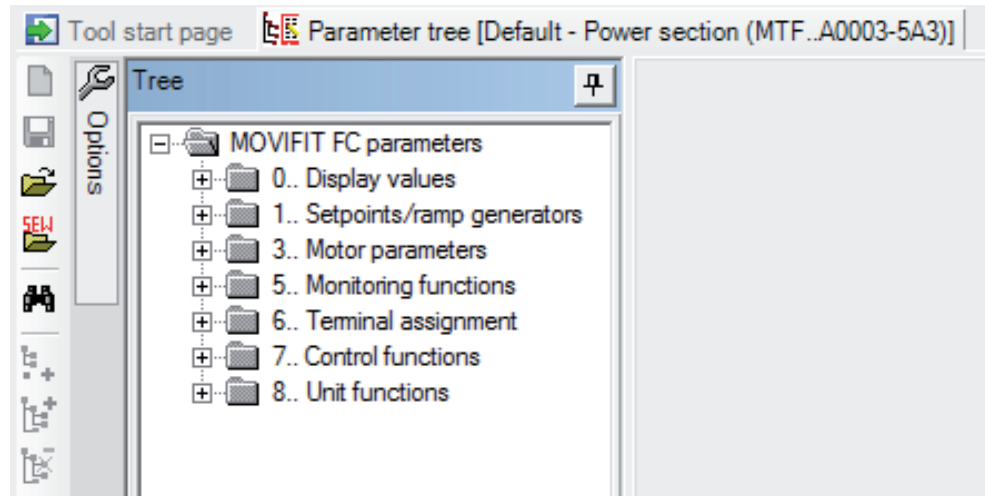 Tool start page
Parameter tree [Default - Power section (MTF..A0003-5A3)]
Options
Tree
MOVIFIT FC parameters
0.. Display values
1.. Setpoints/ramp generators
3.. Motor parameters
5.. Monitoring functions
6.. Terminal assignment
7.. Control functions
8.. Unit functions
SEW